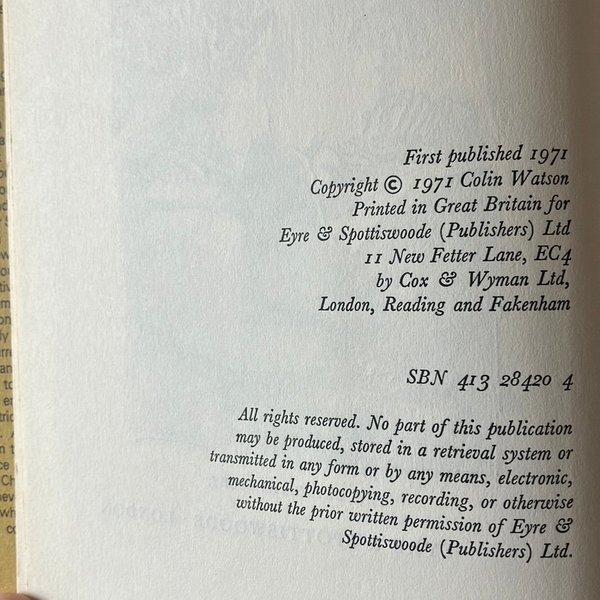 First published 1971
Copyright © 1971 Colin Watson
Printed in Great Britain for
Eyre & Spottiswoode (Publishers) Ltd
11 New Fetter Lane, EC4
by Cox & Wyman Ltd,
London, Reading and Fakenham
SBN 413 28420 4
All rights reserved. No part of this publication
may be produced, stored in a retrieval system or
transmitted in any form or by any means, electronic,
mechanical, photocopying, recording, or otherwise
without the prior written permission of Eyre &
Spottiswoode (Publishers) Ltd.